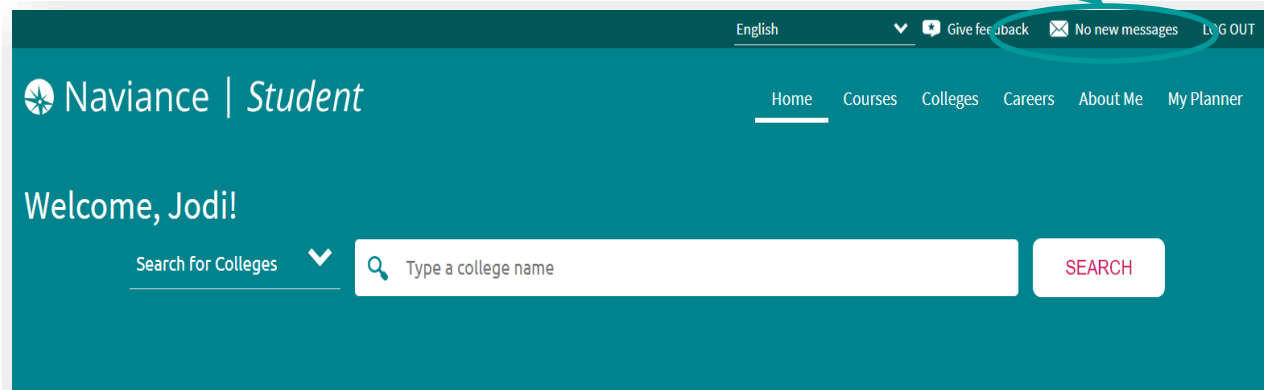 English Give feedback No new messages LOG OUT
Naviance | Student
Home Courses Colleges Careers About Me My Planner
Welcome, Jodi!
Search for Colleges Type a college name SEARCH